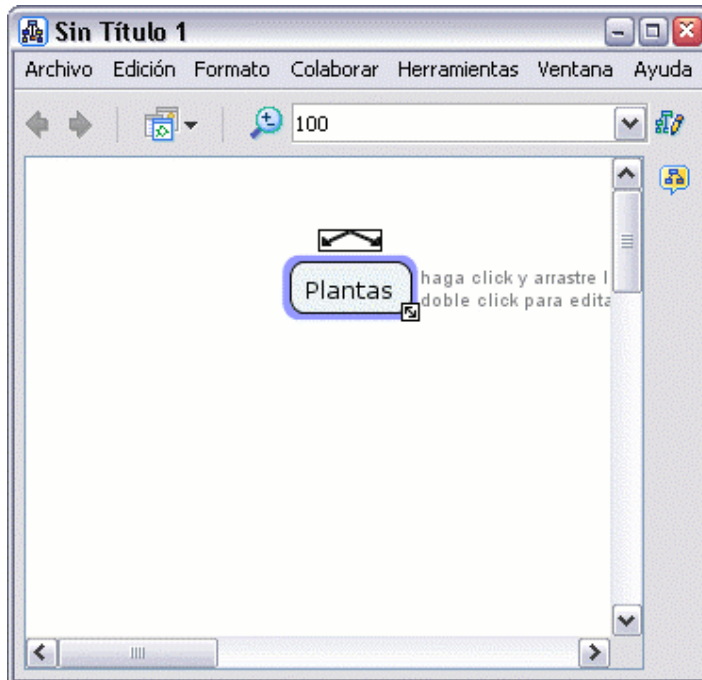 Sin Título 1
Archivo Edición Formato Colaborar Herramientas Ventana Ayuda
100
haga click y arrastre l
Plantas
doble click para edita